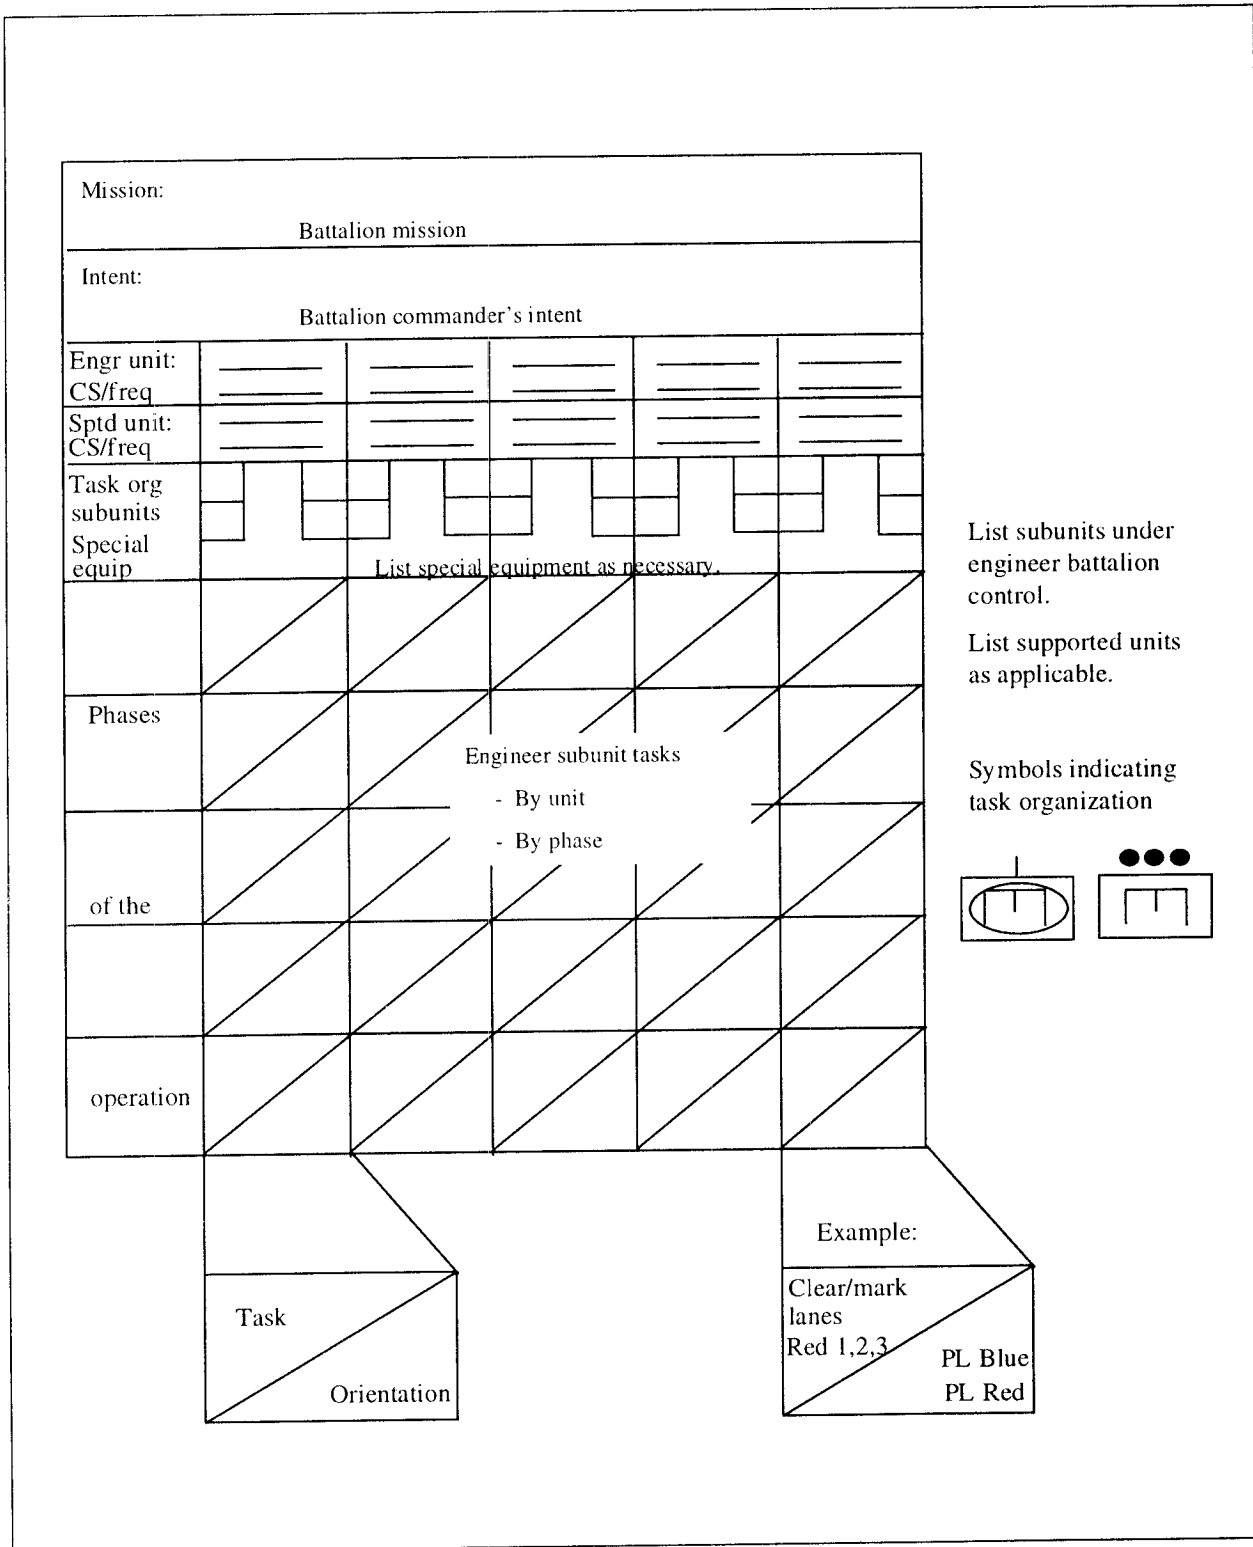 Mission:
Battalion mission
Intent:
Battalion commander's intent
Engr unit:
CS/freq
Sptd unit:
CS/freq
Task org
subunits
Special
equip
List special equipment as necessary.
List subunits under
engineer battalion
control.
List supported units
as applicable.
Phases
Engineer subunit tasks
- By unit
- By phase
Symbols indicating
task organization
of the
operation
Example:
Task
Orientation
Clear/mark
lanes
Red 1,2,3
PL Blue
PL Red